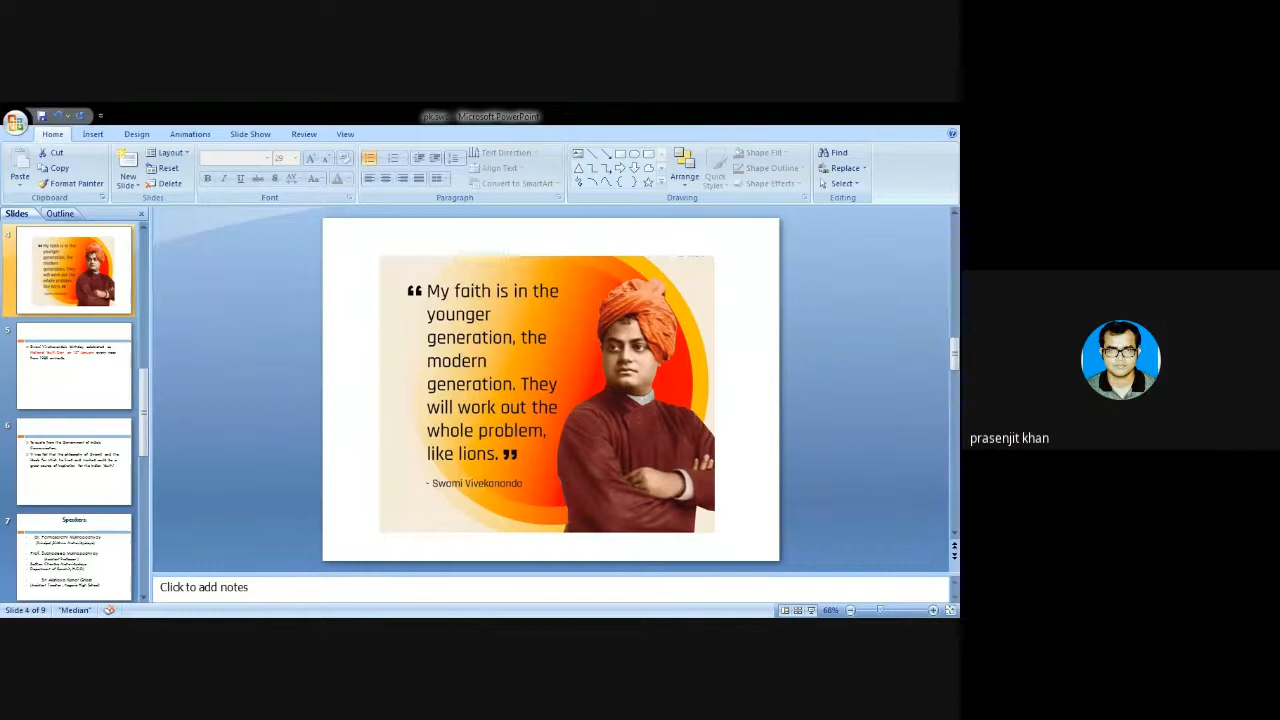 Microsoft PowerPoint
Home Insert Design Animations Slide Show Review View
Paste
Cut
Copy
Format Painter
Clipboard
New
Slide
Layout
Reset
Delete
Slides
29
Font
Text Direction
Align Text
Convert to SmartArt
Paragraph
Arrange
Quick
Styles
Shape Fill
Shape Outline
Shape Effects
Drawing
Find
Replace
Select
Editing
Slides Outline
4
5
6
7
Speakers:
“ My faith is in the
younger
generation, the
modern
generation. They
will work out the
whole problem,
like lions. ”
- Swami Vivekananda
prasenjit khan
Click to add notes
Slide 4 of 9 "Median" 68%